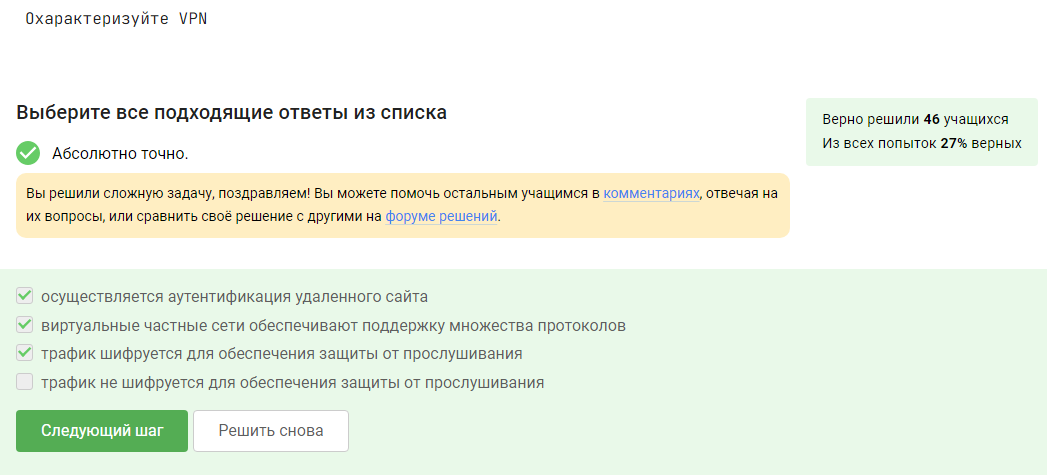 Охарактеризуйте VPN
Выберите все подходящие ответы из списка
Верно решили 46 учащихся
Из всех попыток 27% верных
Абсолютно точно.
Вы решили сложную задачу, поздравляем! Вы можете помочь остальным учащимся в комментариях, отвечая на
их вопросы, или сравнить своё решение с другими на форуме решений.
осуществляется аутентификация удаленного сайта
виртуальные частные сети обеспечивают поддержку множества протоколов
трафик шифруется для обеспечения защиты от прослушивания
трафик не шифруется для обеспечения защиты от прослушивания
Следующий шаг
Решить снова